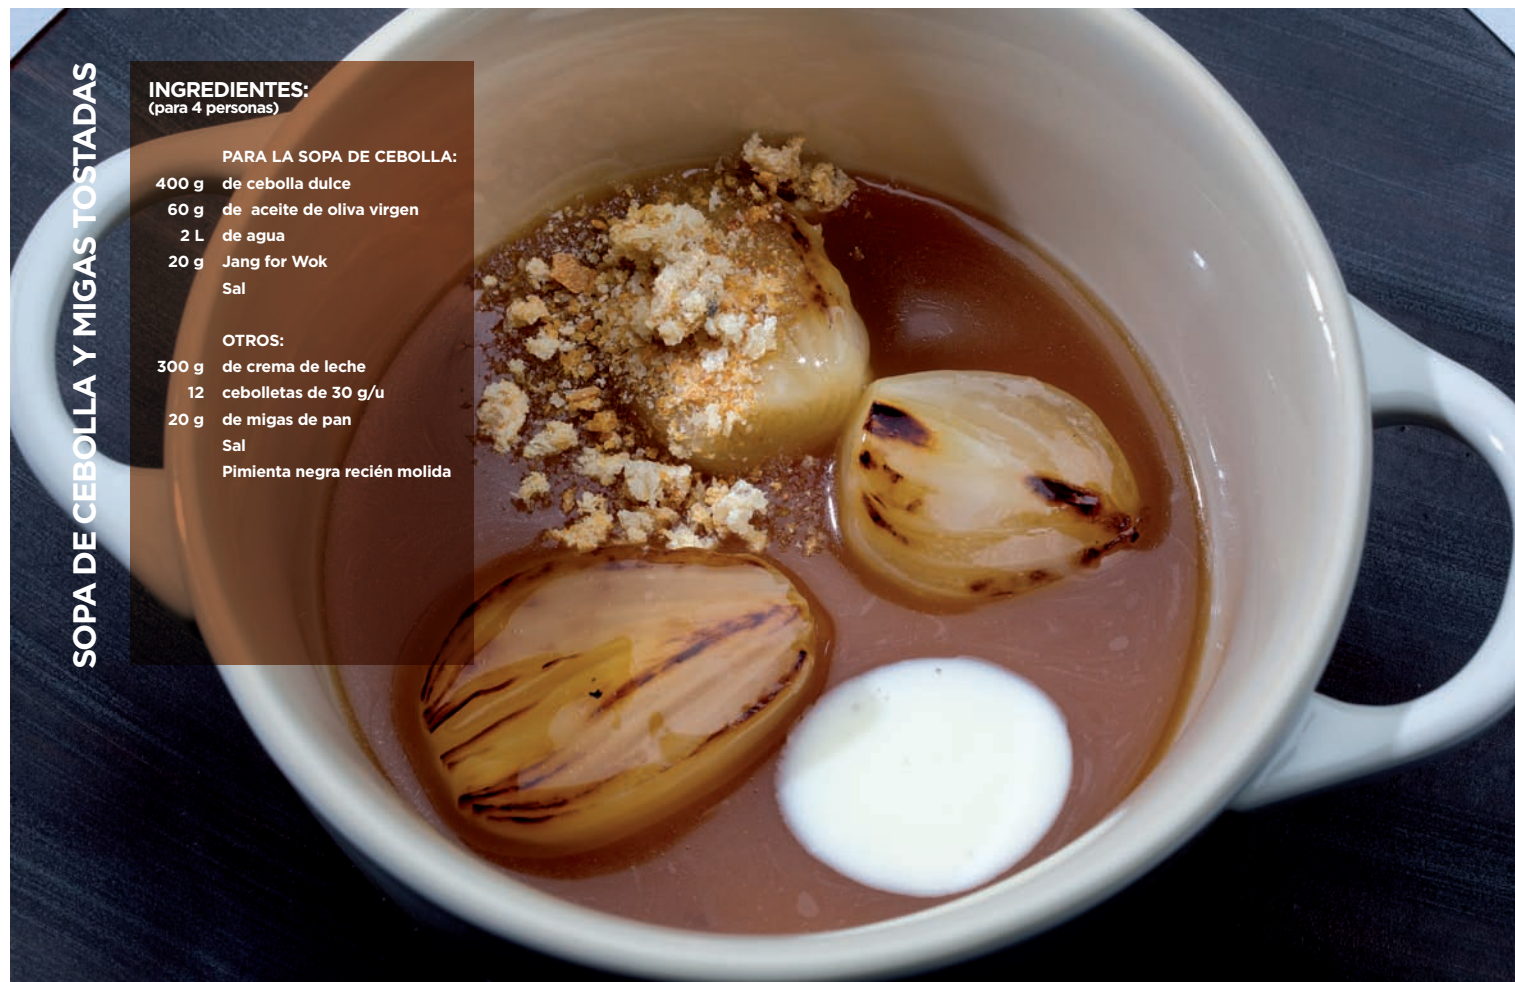 SOPA DE CEBOLLA Y MIGAS TOSTADAS
INGREDIENTES:
(para 4 personas)
PARA LA SOPA DE CEBOLLA:
400 g de cebolla dulce
60 g de aceite de oliva virgen
2 L de agua
20 g Jang for Wok
Sal
OTROS:
300 g de crema de leche
12 cebolletas de 30 g/u
20 g de migas de pan
Sal
Pimienta negra recién molida